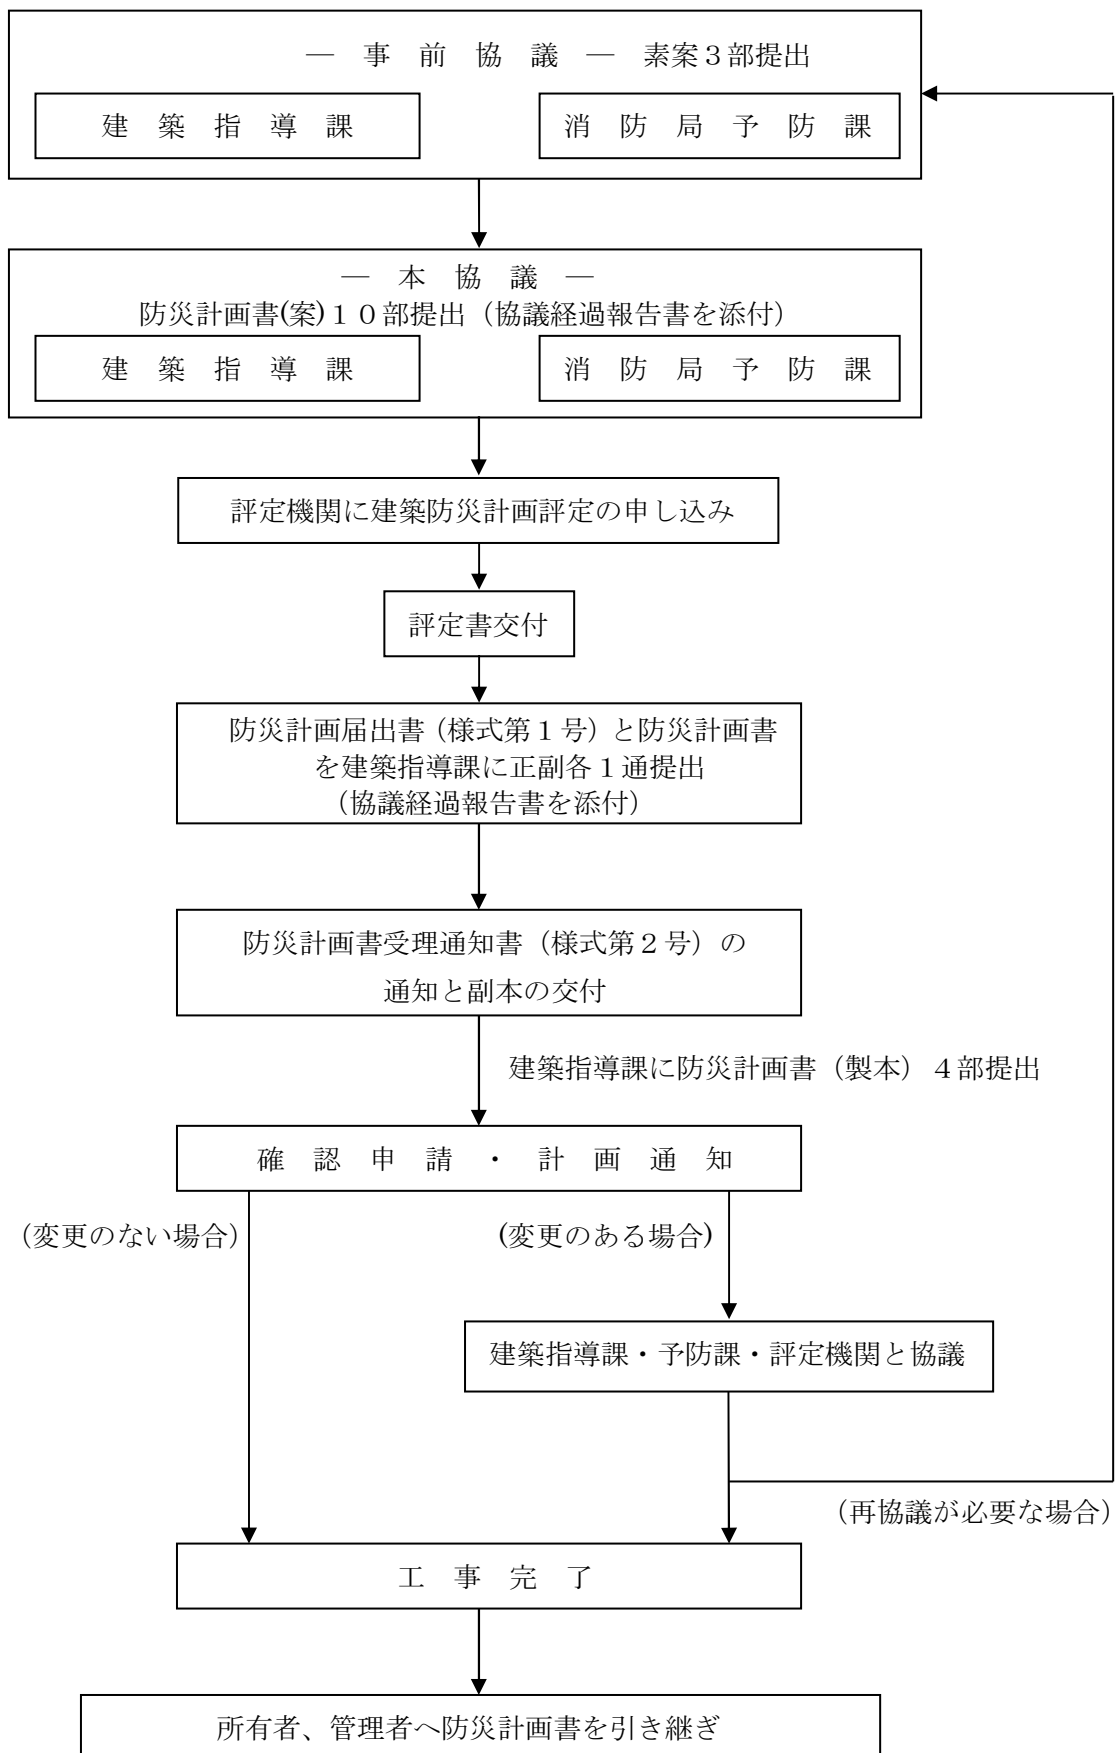 ― 事 前 協 議 ― 素案３部提出
建 築 指 導 課
消 防 局 予 防 課
― 本 協 議 ―
防災計画書(案)１０部提出（協議経過報告書を添付）
建 築 指 導 課
消 防 局 予 防 課
評定機関に建築防災計画評定の申し込み
評定書交付
防災計画届出書（様式第１号）と防災計画書
を建築指導課に正副各１通提出
（協議経過報告書を添付）
防災計画書受理通知書（様式第２号）の
通知と副本の交付
建築指導課に防災計画書（製本）４部提出
確 認 申 請 ・ 計 画 通 知
（変更のない場合）
(変更のある場合)
建築指導課・予防課・評定機関と協議
（再協議が必要な場合）
工 事 完 了
所有者、管理者へ防災計画書を引き継ぎ